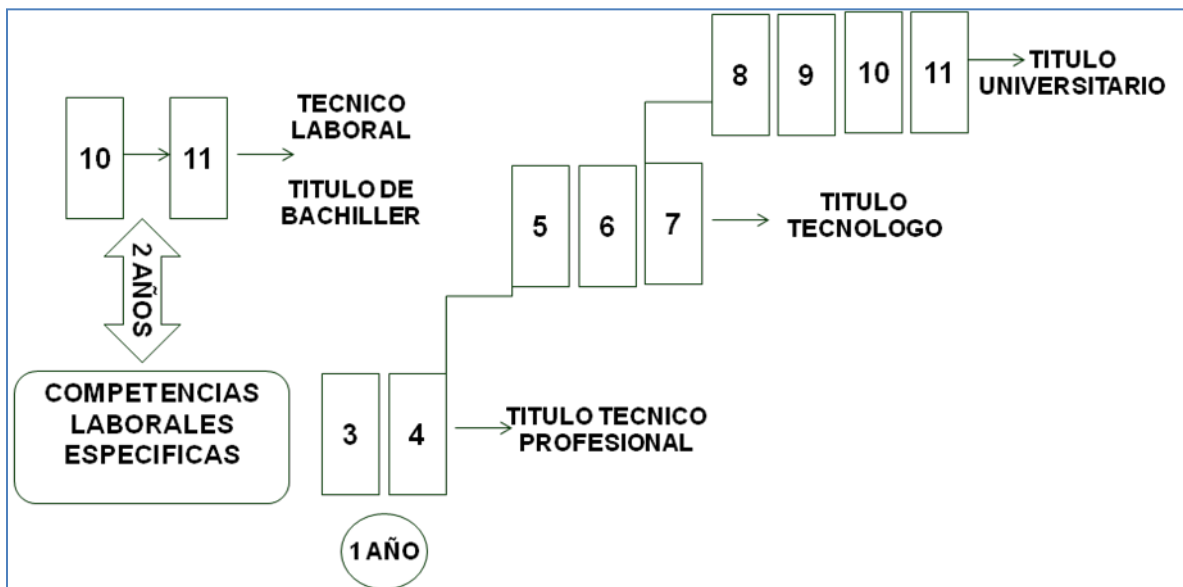 10
11
TECNICO
LABORAL
TITULO DE
BACHILLER
2 AÑOS
COMPETENCIAS
LABORALES
ESPECIFICAS
3
4
1 AÑO
TITULO TECNICO
PROFESIONAL
5
6
7
TITULO
TECNOLOGO
8
9
10
11
TITULO
UNIVERSITARIO